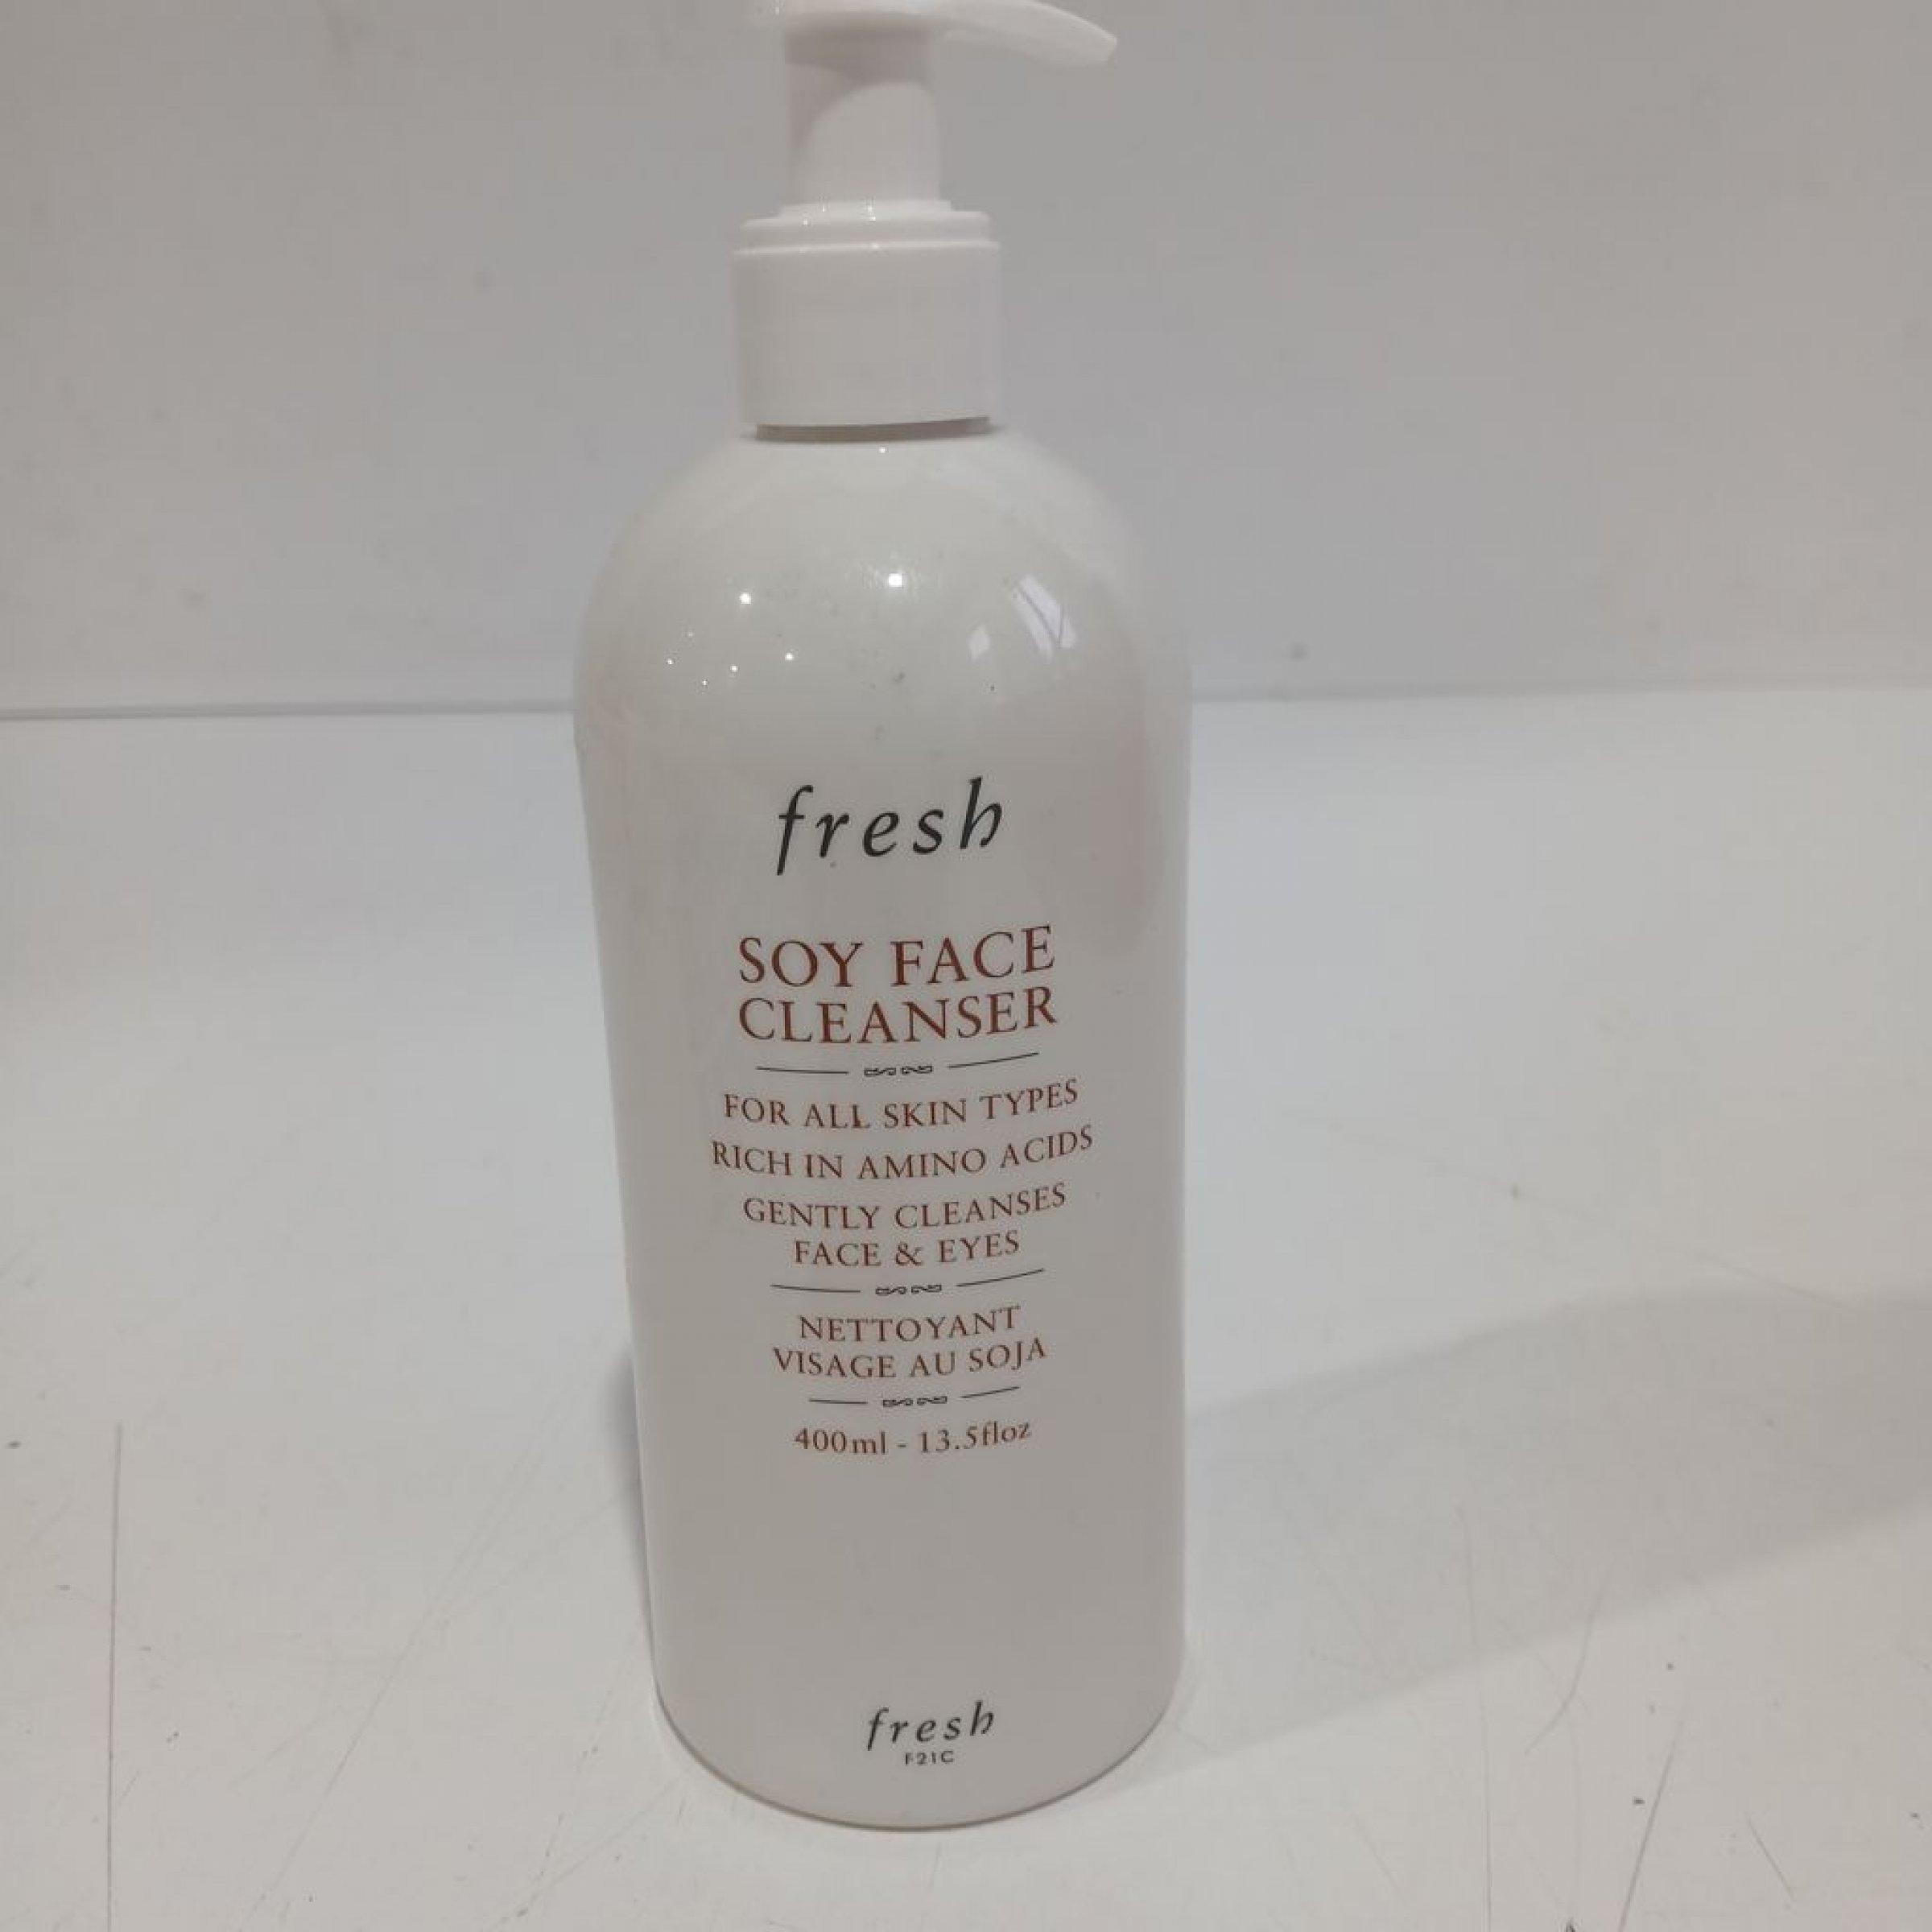 fresh
SOY FACE
CLEANSER
FOR ALL SKIN TYPES
RICH IN AMINO ACIDS
GENTLY CLEANSES
FACE & EYES
NETTOYANT
VISAGE AU SOJA
400ml - 13.5floz
fresh
F21C